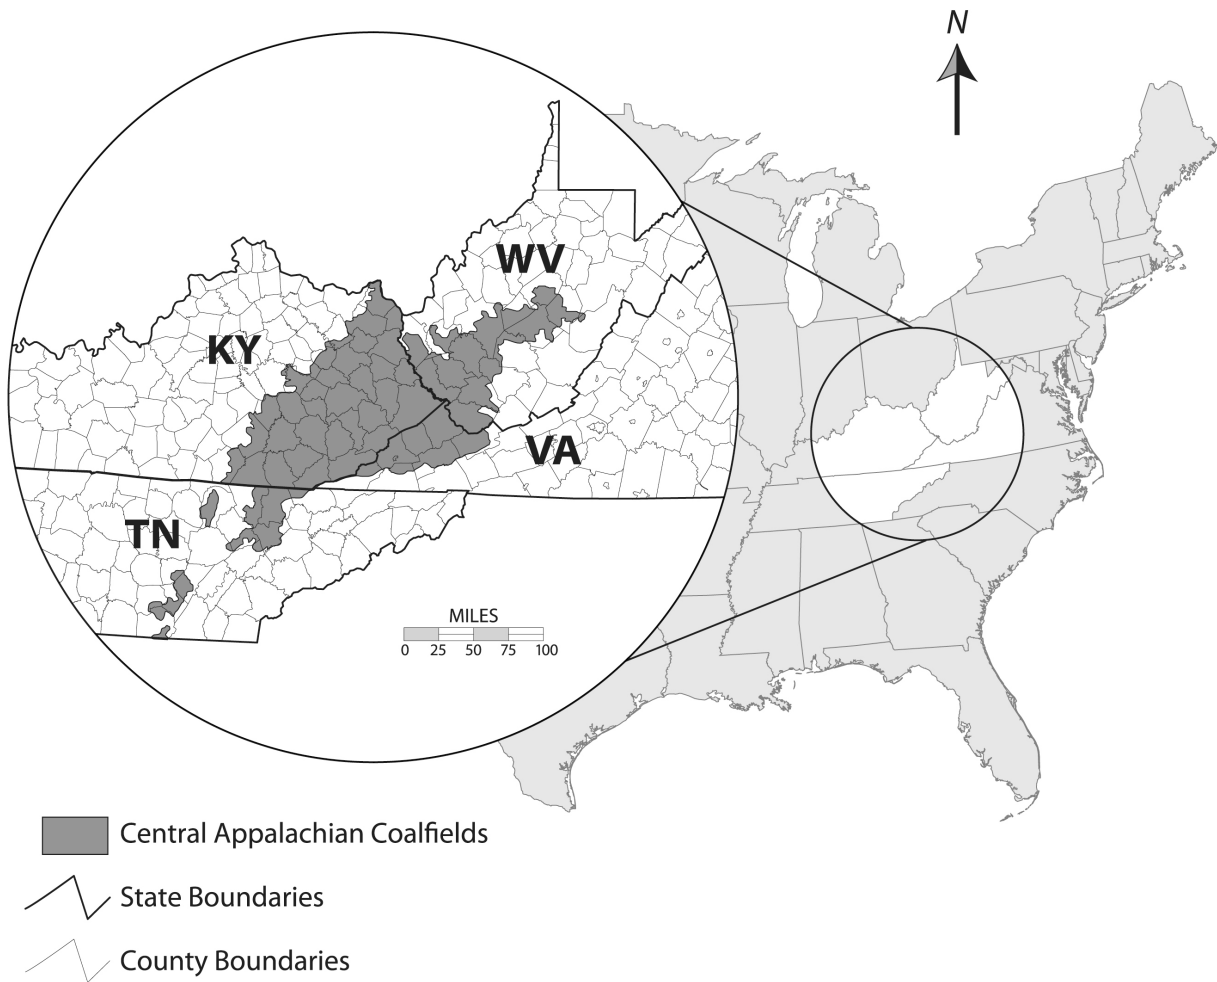 N
WV
KY
VA
TN
MILES
0 25 50 75 100
Central Appalachian Coalfields
State Boundaries
County Boundaries